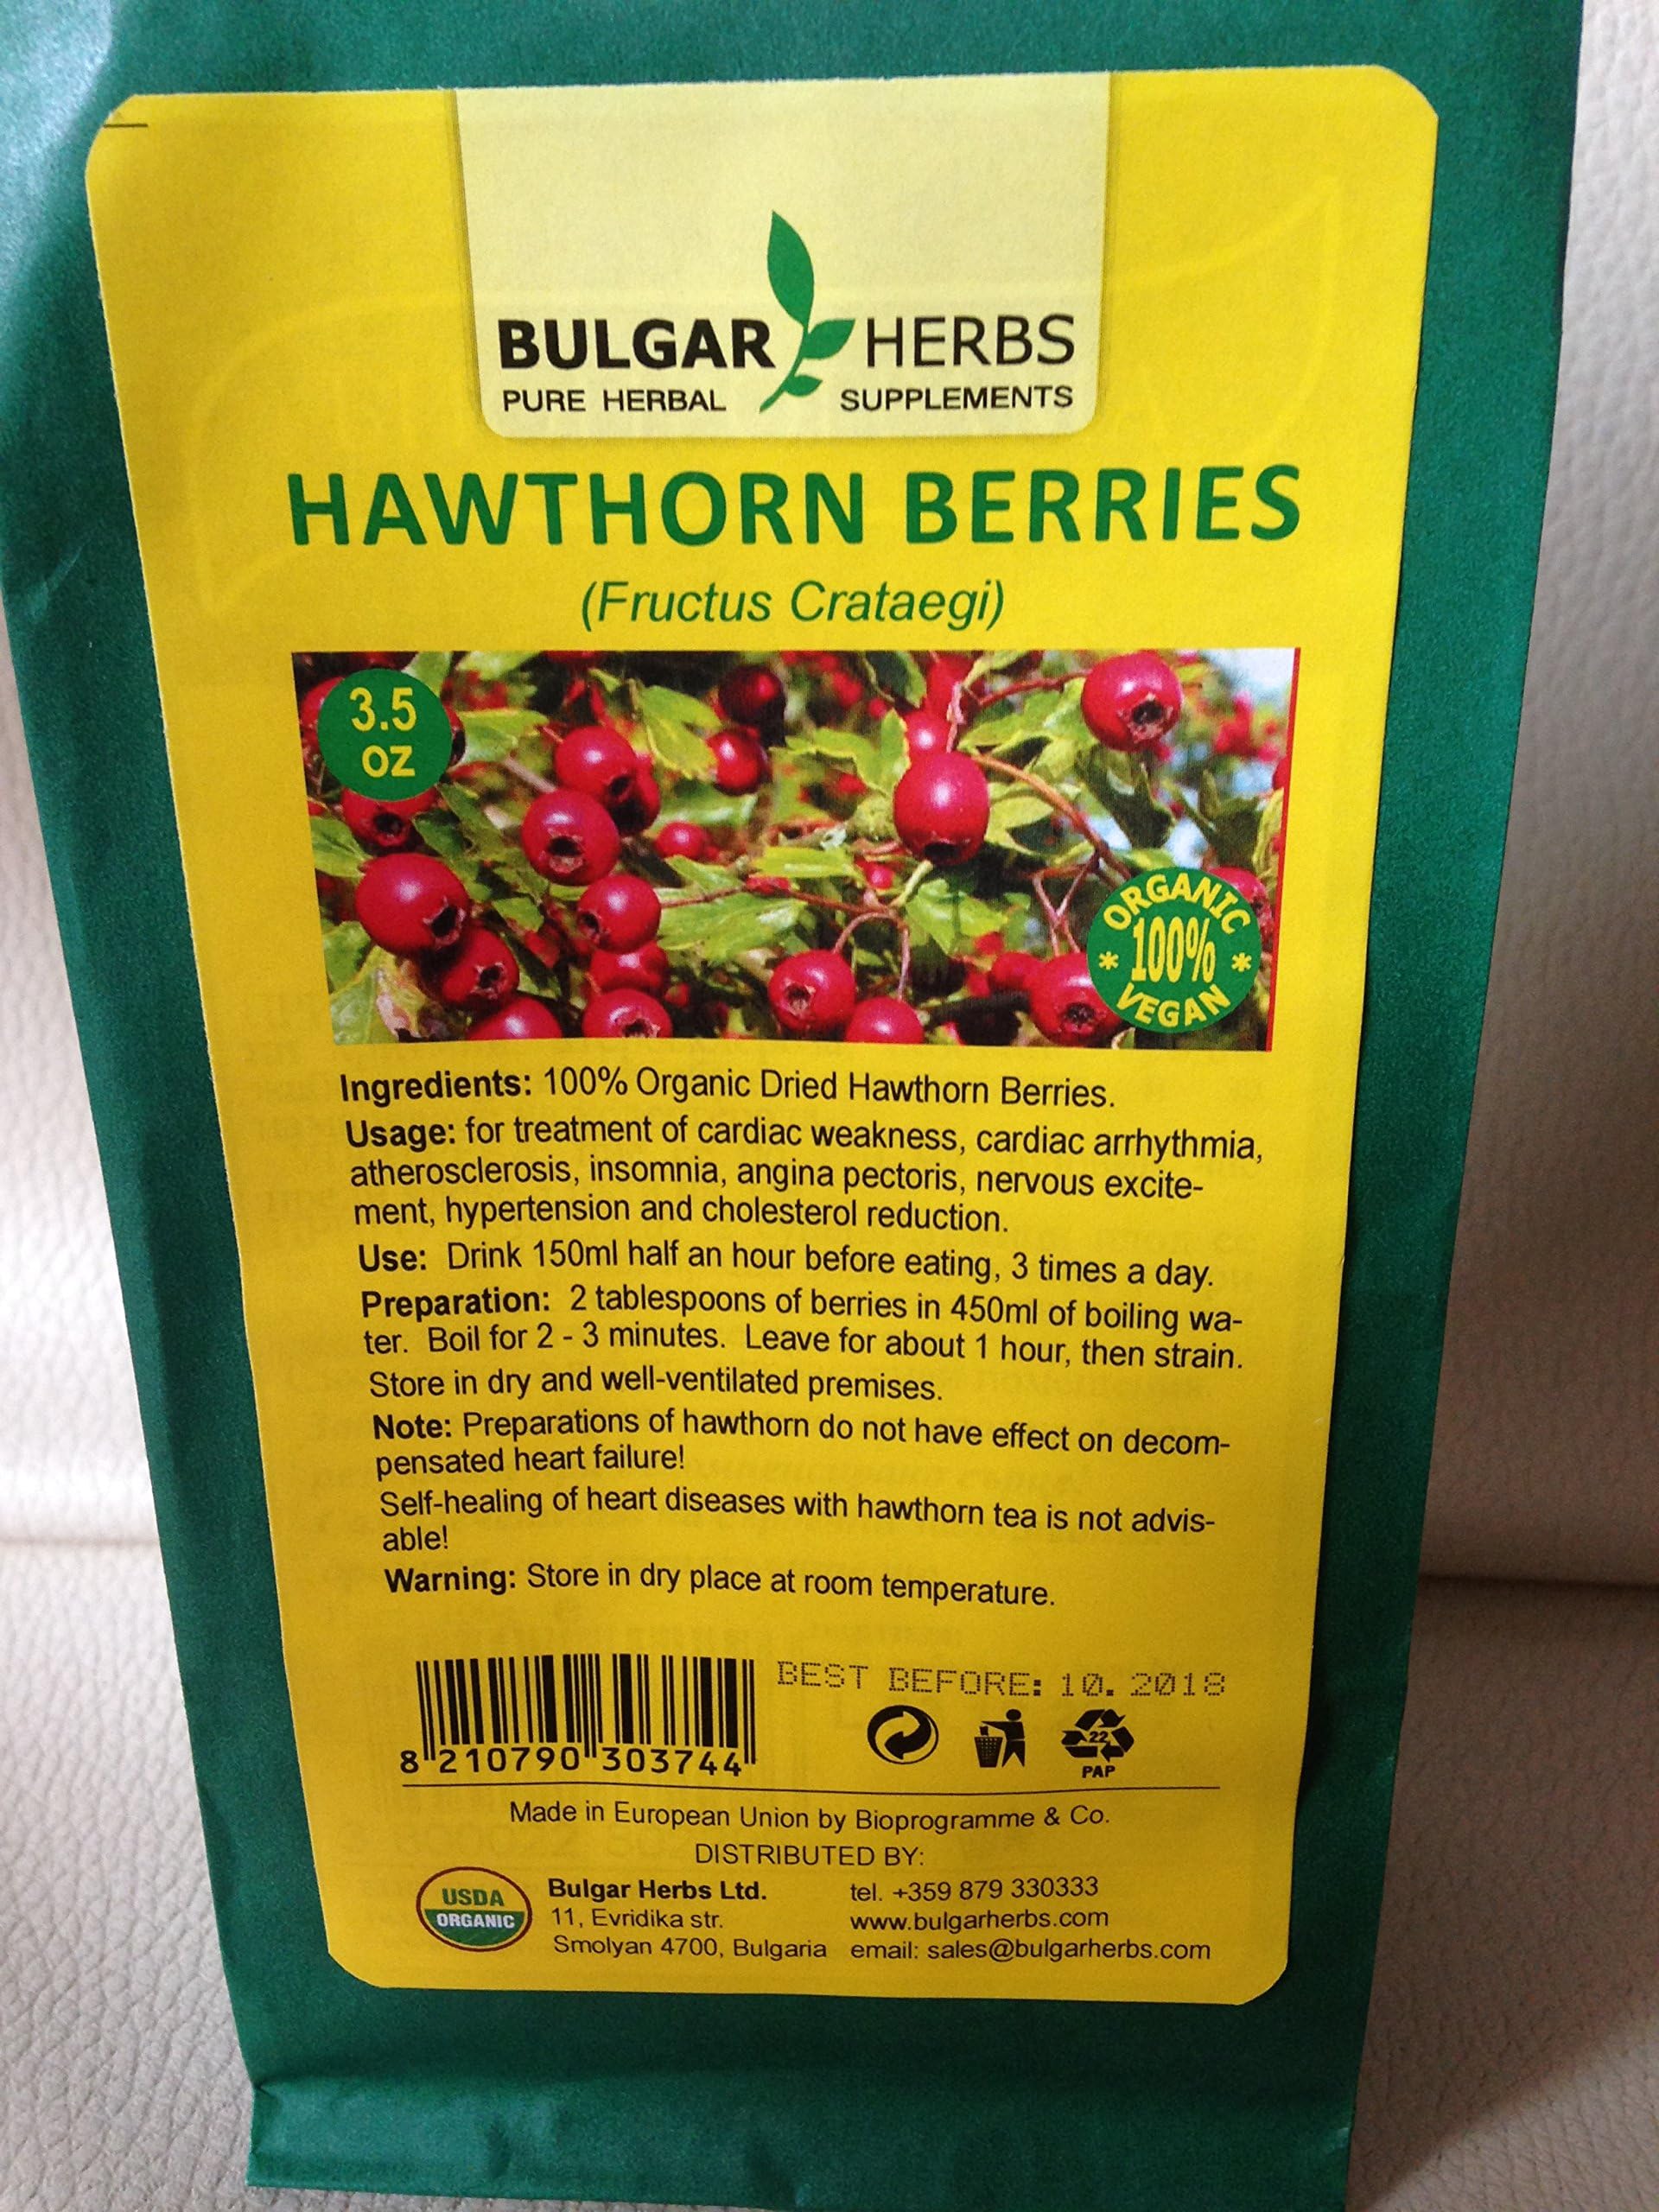 BULGAR HERBS
PURE HERBAL SUPPLEMENTS
HAWTHORN BERRIES
(Fructus Crataegi)
3.5
OZ
ORGANIC
* 100% *
VEGAN
Ingredients: 100% Organic Dried Hawthorn Berries.
Usage: for treatment of cardiac weakness, cardiac arrhythmia,
atherosclerosis, insomnia, angina pectoris, nervous excite-
ment, hypertension and cholesterol reduction.
Use: Drink 150ml half an hour before eating, 3 times a day.
Preparation: 2 tablespoons of berries in 450ml of boiling wa-
ter. Boil for 2 - 3 minutes. Leave for about 1 hour, then strain.
Store in dry and well-ventilated premises.
Note: Preparations of hawthorn do not have effect on decom-
pensated heart failure!
Self-healing of heart diseases with hawthorn tea is not advis-
able!
Warning: Store in dry place at room temperature.
BEST BEFORE: 10. 2018
8 210790 303744
22
PAP
Made in European Union by Bioprogramme & Co.
DISTRIBUTED BY:
USDA
ORGANIC
Bulgar Herbs Ltd. tel. +359 879 330333
11, Evridika str. www.bulgarherbs.com
Smolyan 4700, Bulgaria email: sales@bulgarherbs.com